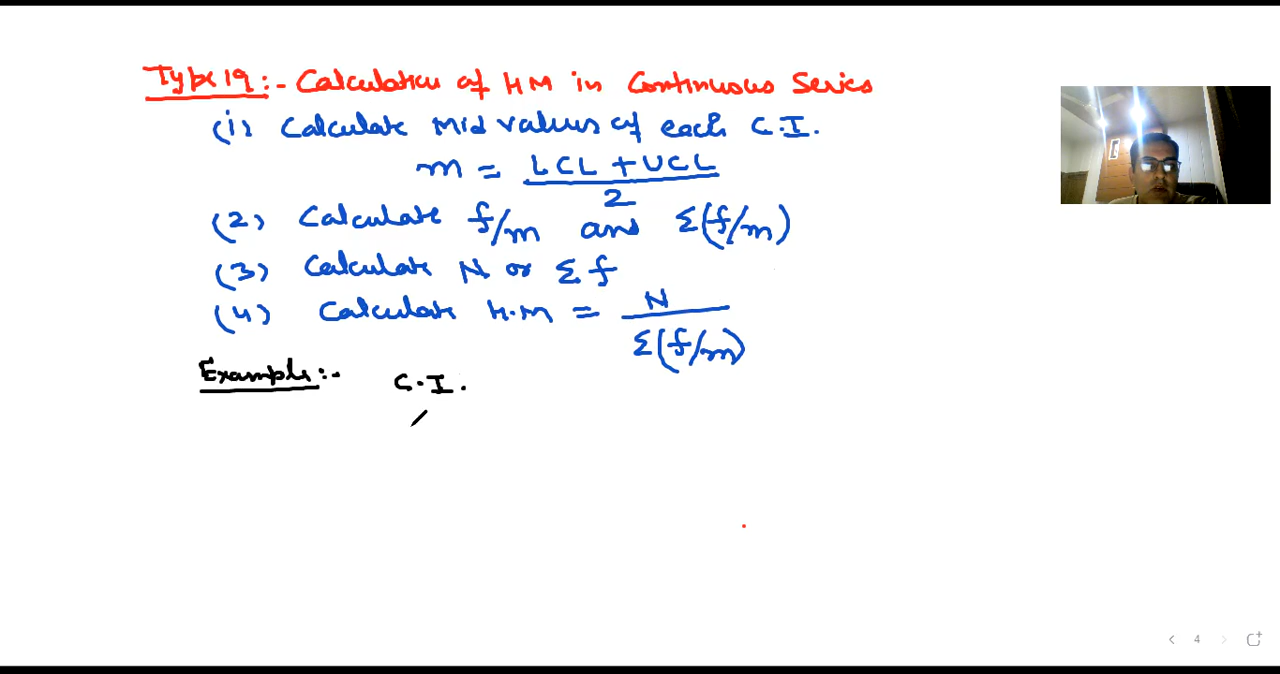 Type 19:- Calculation of HM in Continuous Series
(i) Calculate Mid values of each C.I.
m = LCL + UCL / 2
(2) Calculate f/m and Σ(f/m)
(3) Calculate N or Σf
(4) Calculate H.M = N / Σ(f/m)
Example:- C.I.
4